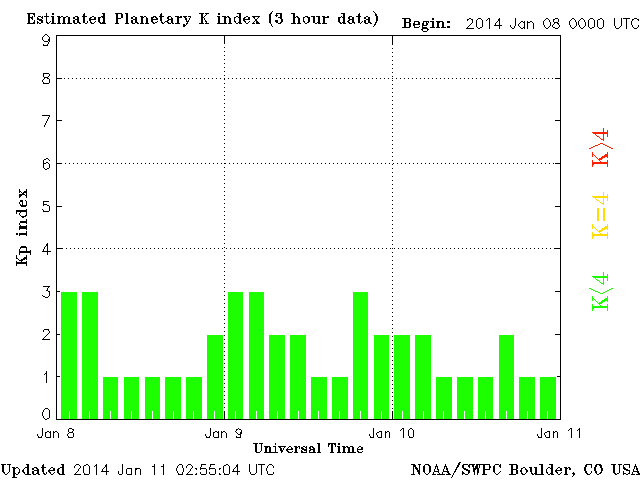 Estimated Planetary K index (3 hour data) Begin: 2014 Jan 08 0000 UTC
9
8
7
6
5
4
3
2
1
0
Kp index
K>4
K=4
K<4
Jan 8 Jan 9 Jan 10 Jan 11
Universal Time
Updated 2014 Jan 11 02:55:04 UTC NOAA/SWPC Boulder, CO USA